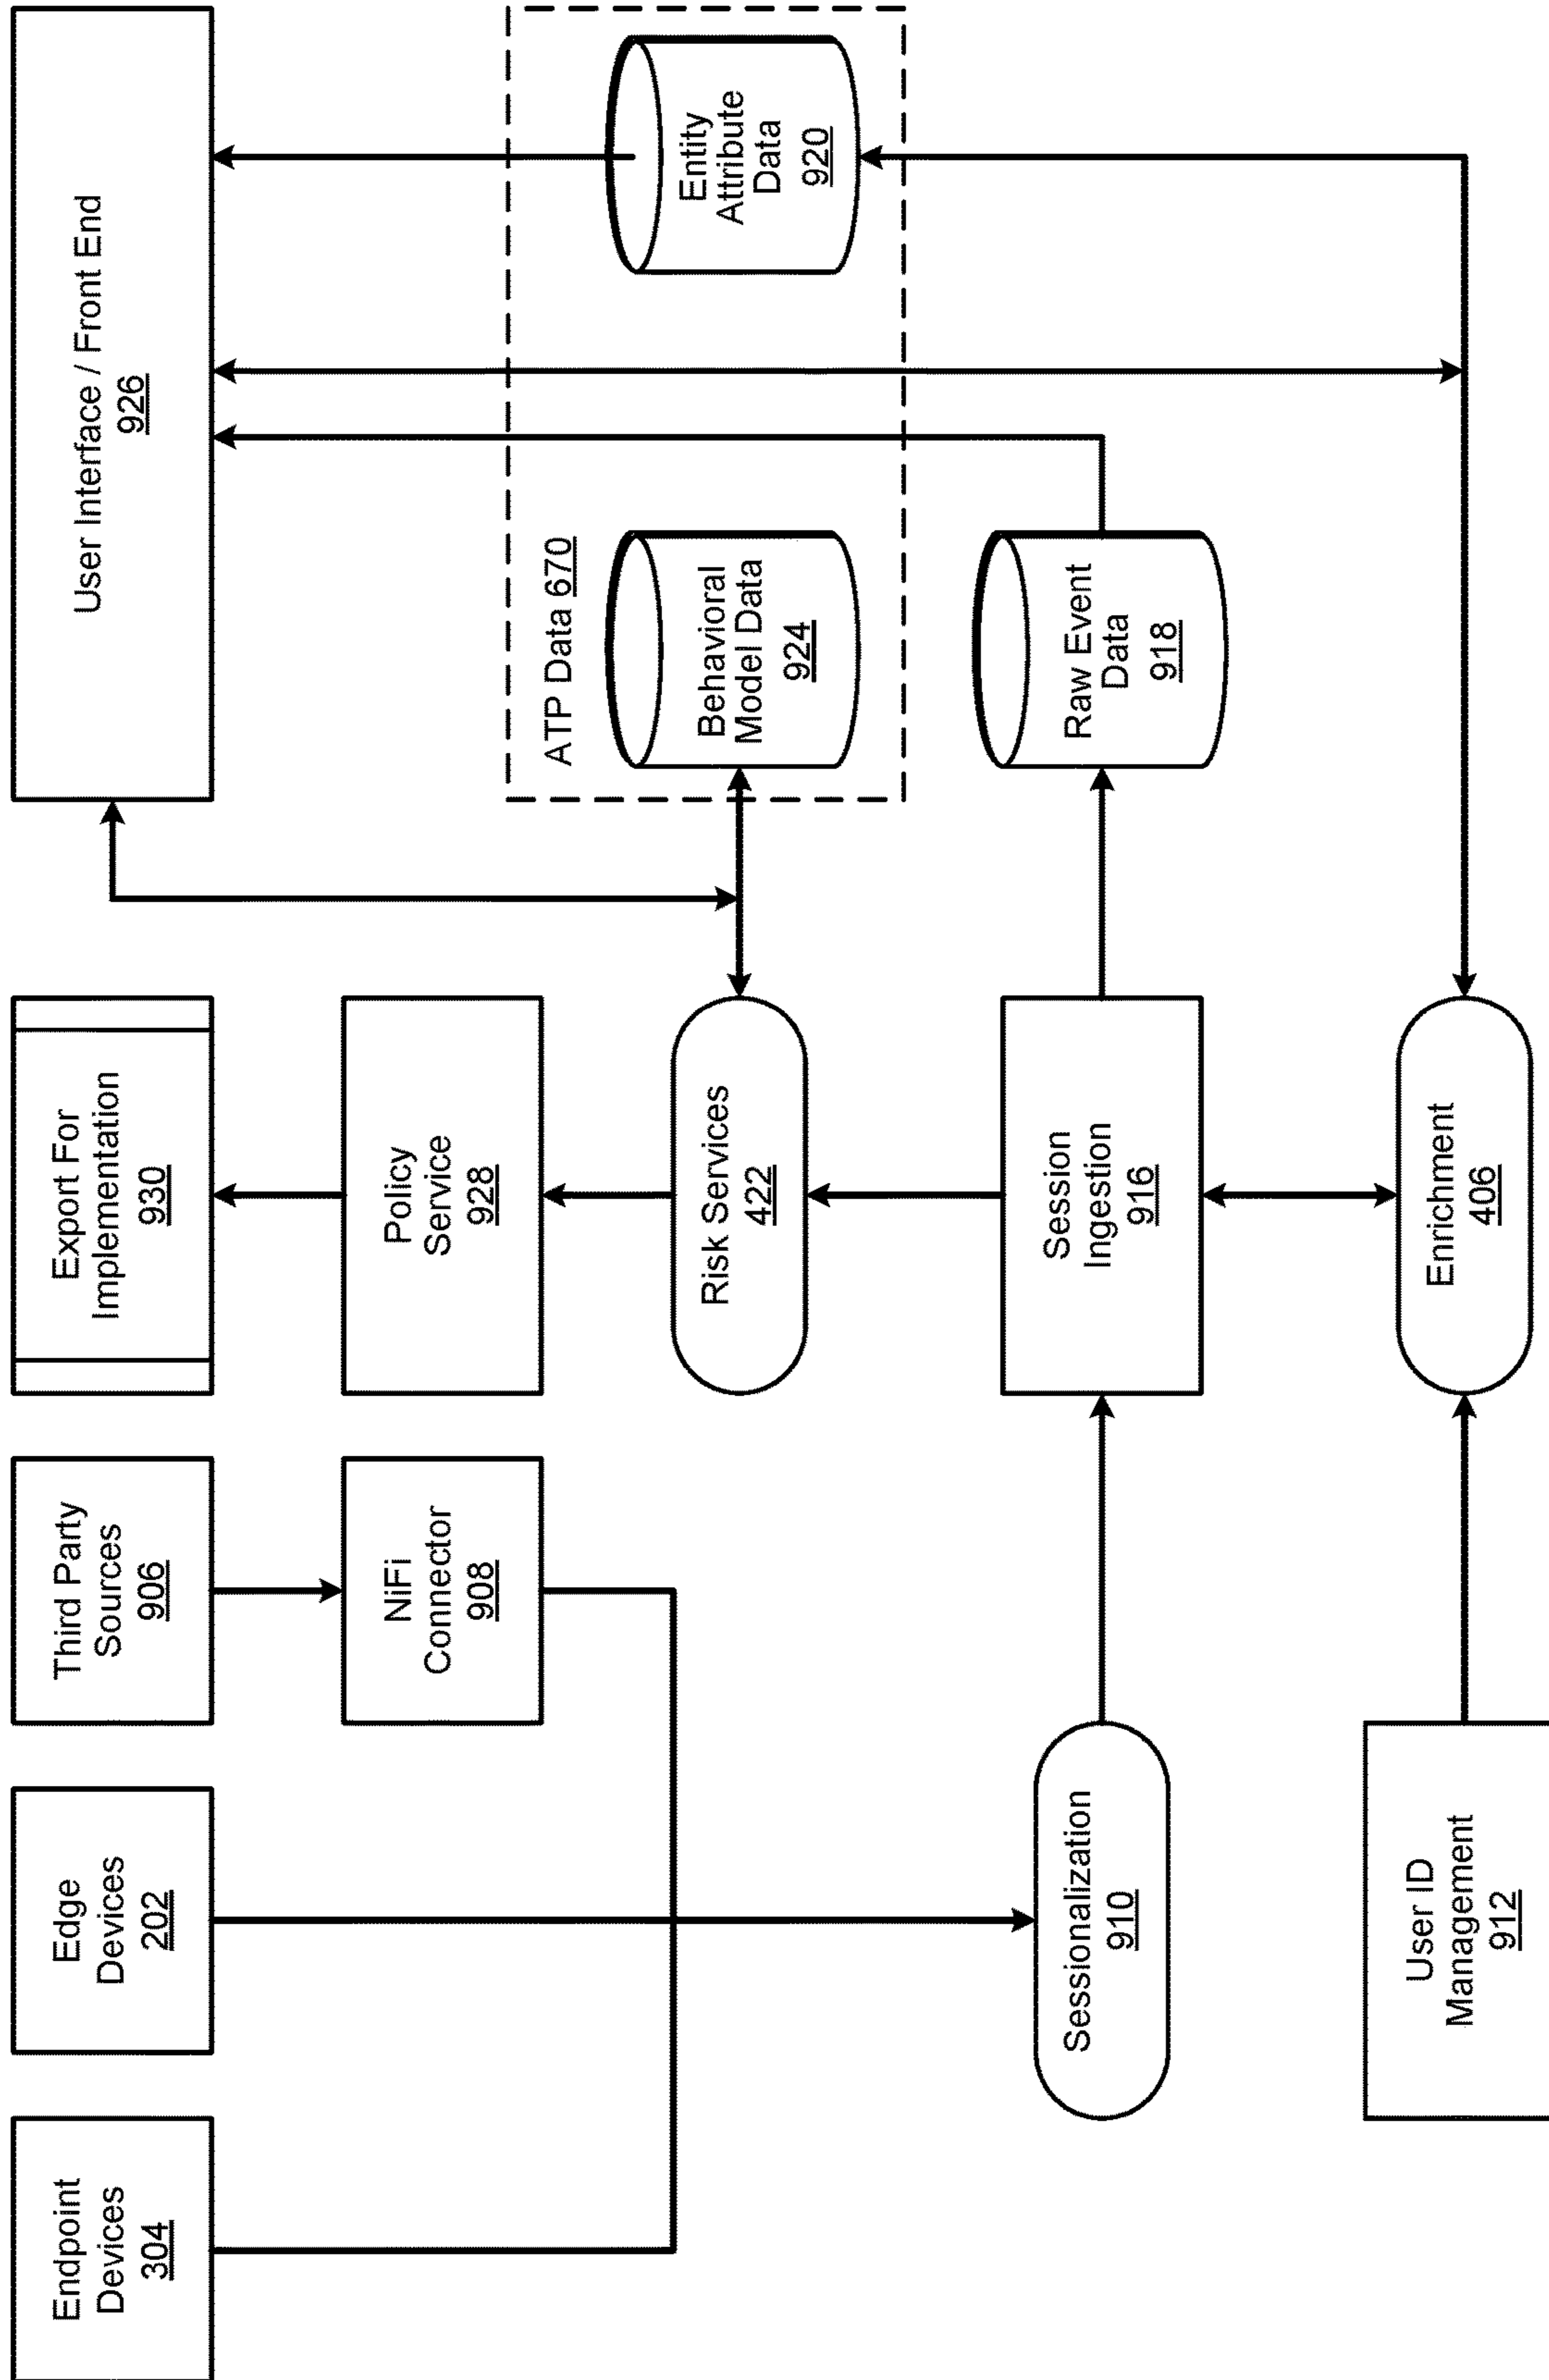 Endpoint
Devices
304
Edge
Devices
202
Third Party
Sources
906
Export For
Implementation
930
User Interface / Front End
926
NiFi
Connector
908
Policy
Service
928
ATP Data 670
Risk Services
422
Behavioral
Model Data
924
Entity
Attribute
Data
920
Sessionalization
910
Session
Ingestion
916
Raw Event
Data
918
User ID
Management
912
Enrichment
406